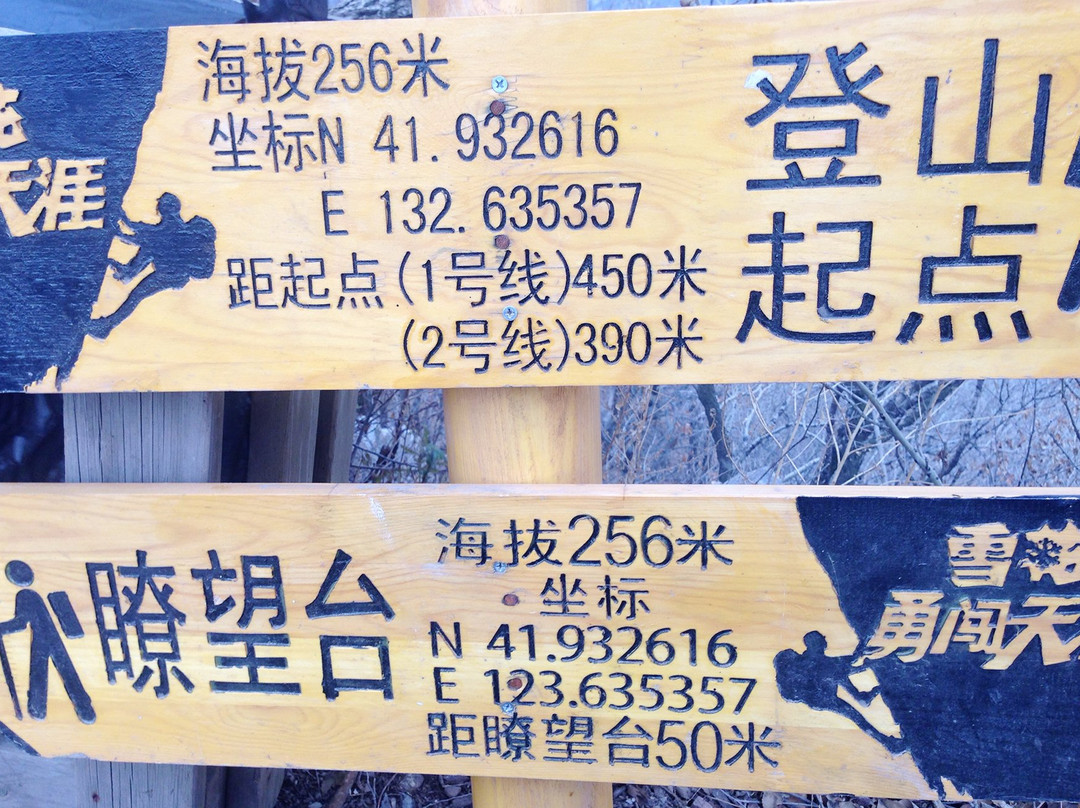 天涯
海拔256米
坐标N 41.932616
E 132.635357
距起点(1号线)450米
(2号线)390米
登山
起点
瞭望台
海拔256米
坐标
N 41.932616
E 123.635357
距瞭望台50米
雪
勇闯天